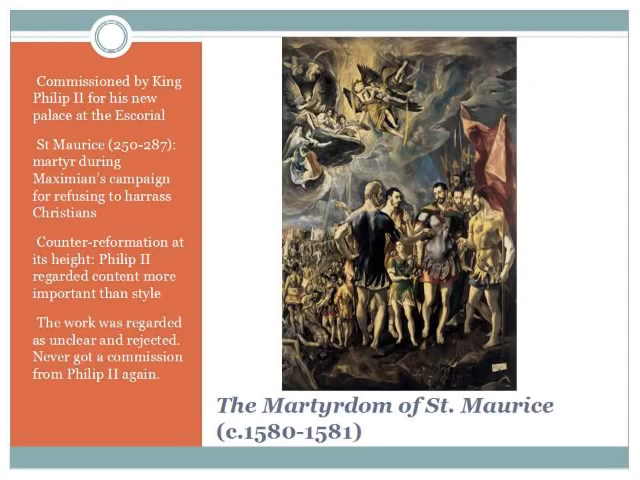 Commissioned by King
Philip II for his new
palace at the Escorial
St Maurice (250-287):
martyr during
Maximian's campaign
for refusing to harrass
Christians
Counter-reformation at
its height: Philip II
regarded content more
important than style
The work was regarded
as unclear and rejected.
Never got a commission
from Philip II again.
The Martyrdom of St. Maurice
(c.1580-1581)